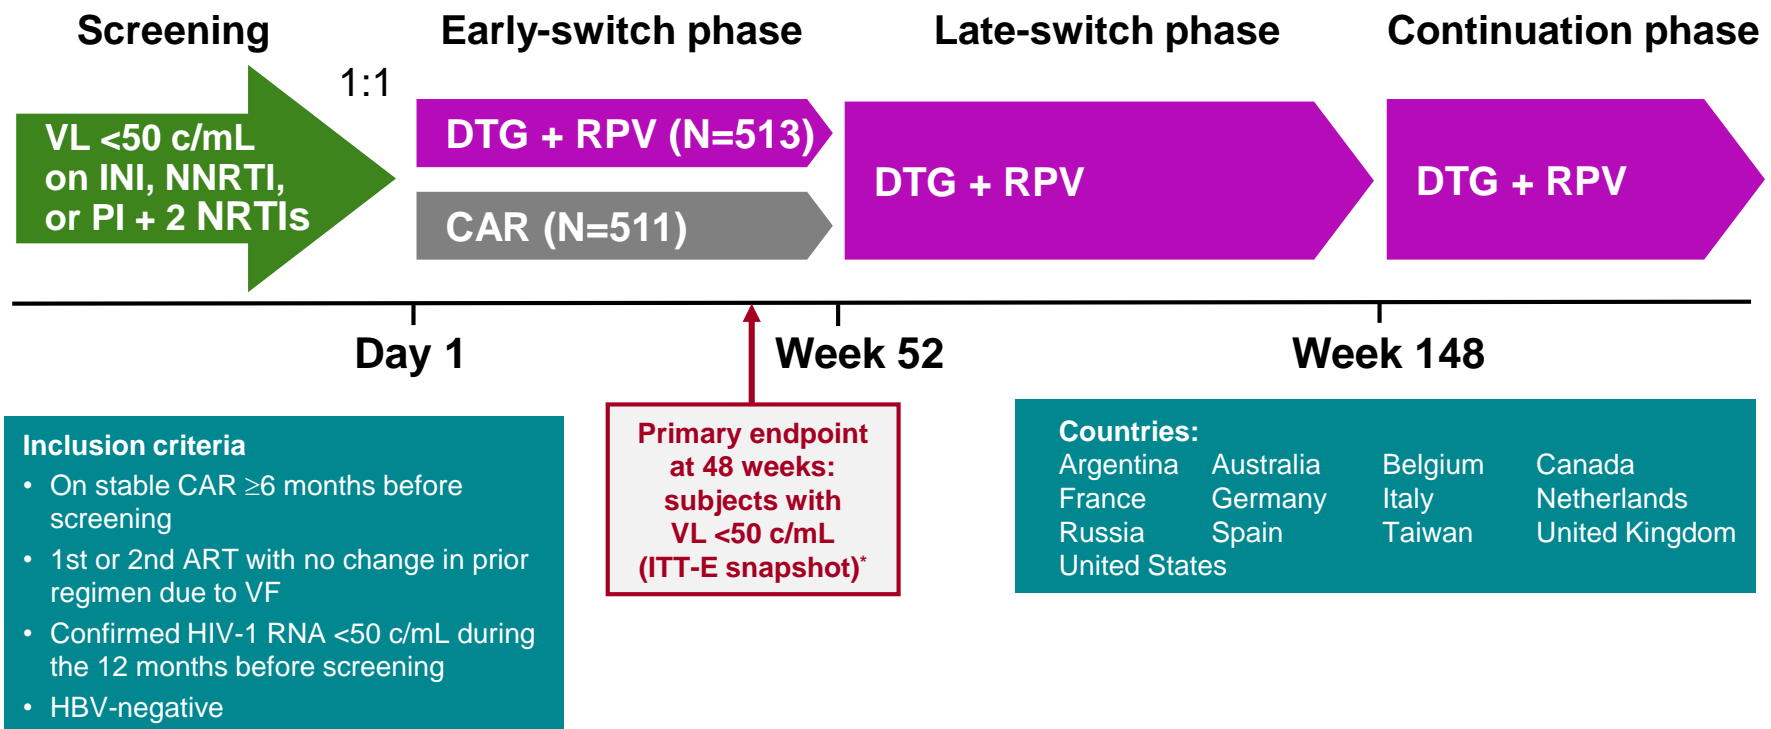 Screening
Early-switch phase
Late-switch phase
Continuation phase
1:1
VL <50 c/mL
on INI, NNRTI,
or PI + 2 NRTIs
DTG + RPV (N=513)
CAR (N=511)
DTG + RPV
DTG + RPV
Day 1
Week 52
Week 148
Inclusion criteria
• On stable CAR ≥6 months before
screening
• 1st or 2nd ART with no change in prior
regimen due to VF
• Confirmed HIV-1 RNA <50 c/mL during
the 12 months before screening
• HBV-negative
Primary endpoint
at 48 weeks:
subjects with
VL <50 c/mL
(ITT-E snapshot)*
Countries:
Argentina Australia Belgium Canada
France Germany Italy Netherlands
Russia Spain Taiwan United Kingdom
United States